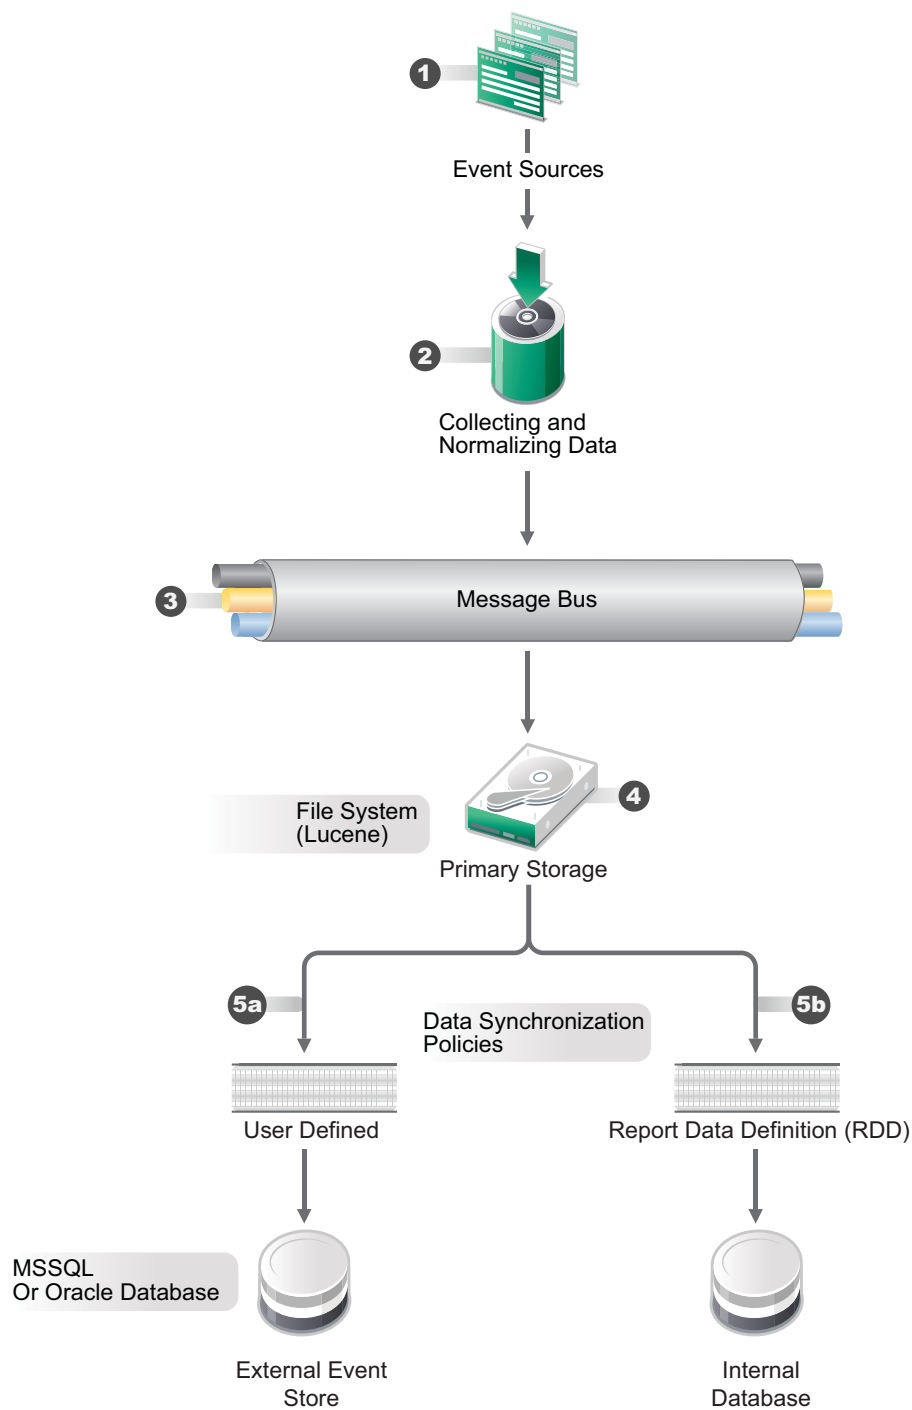 1
Event Sources
2
Collecting and
Normalizing Data
3
Message Bus
4
File System
(Lucene)
Primary Storage
5a
5b
Data Synchronization
Policies
User Defined
Report Data Definition (RDD)
MSSQL
Or Oracle Database
External Event
Store
Internal
Database